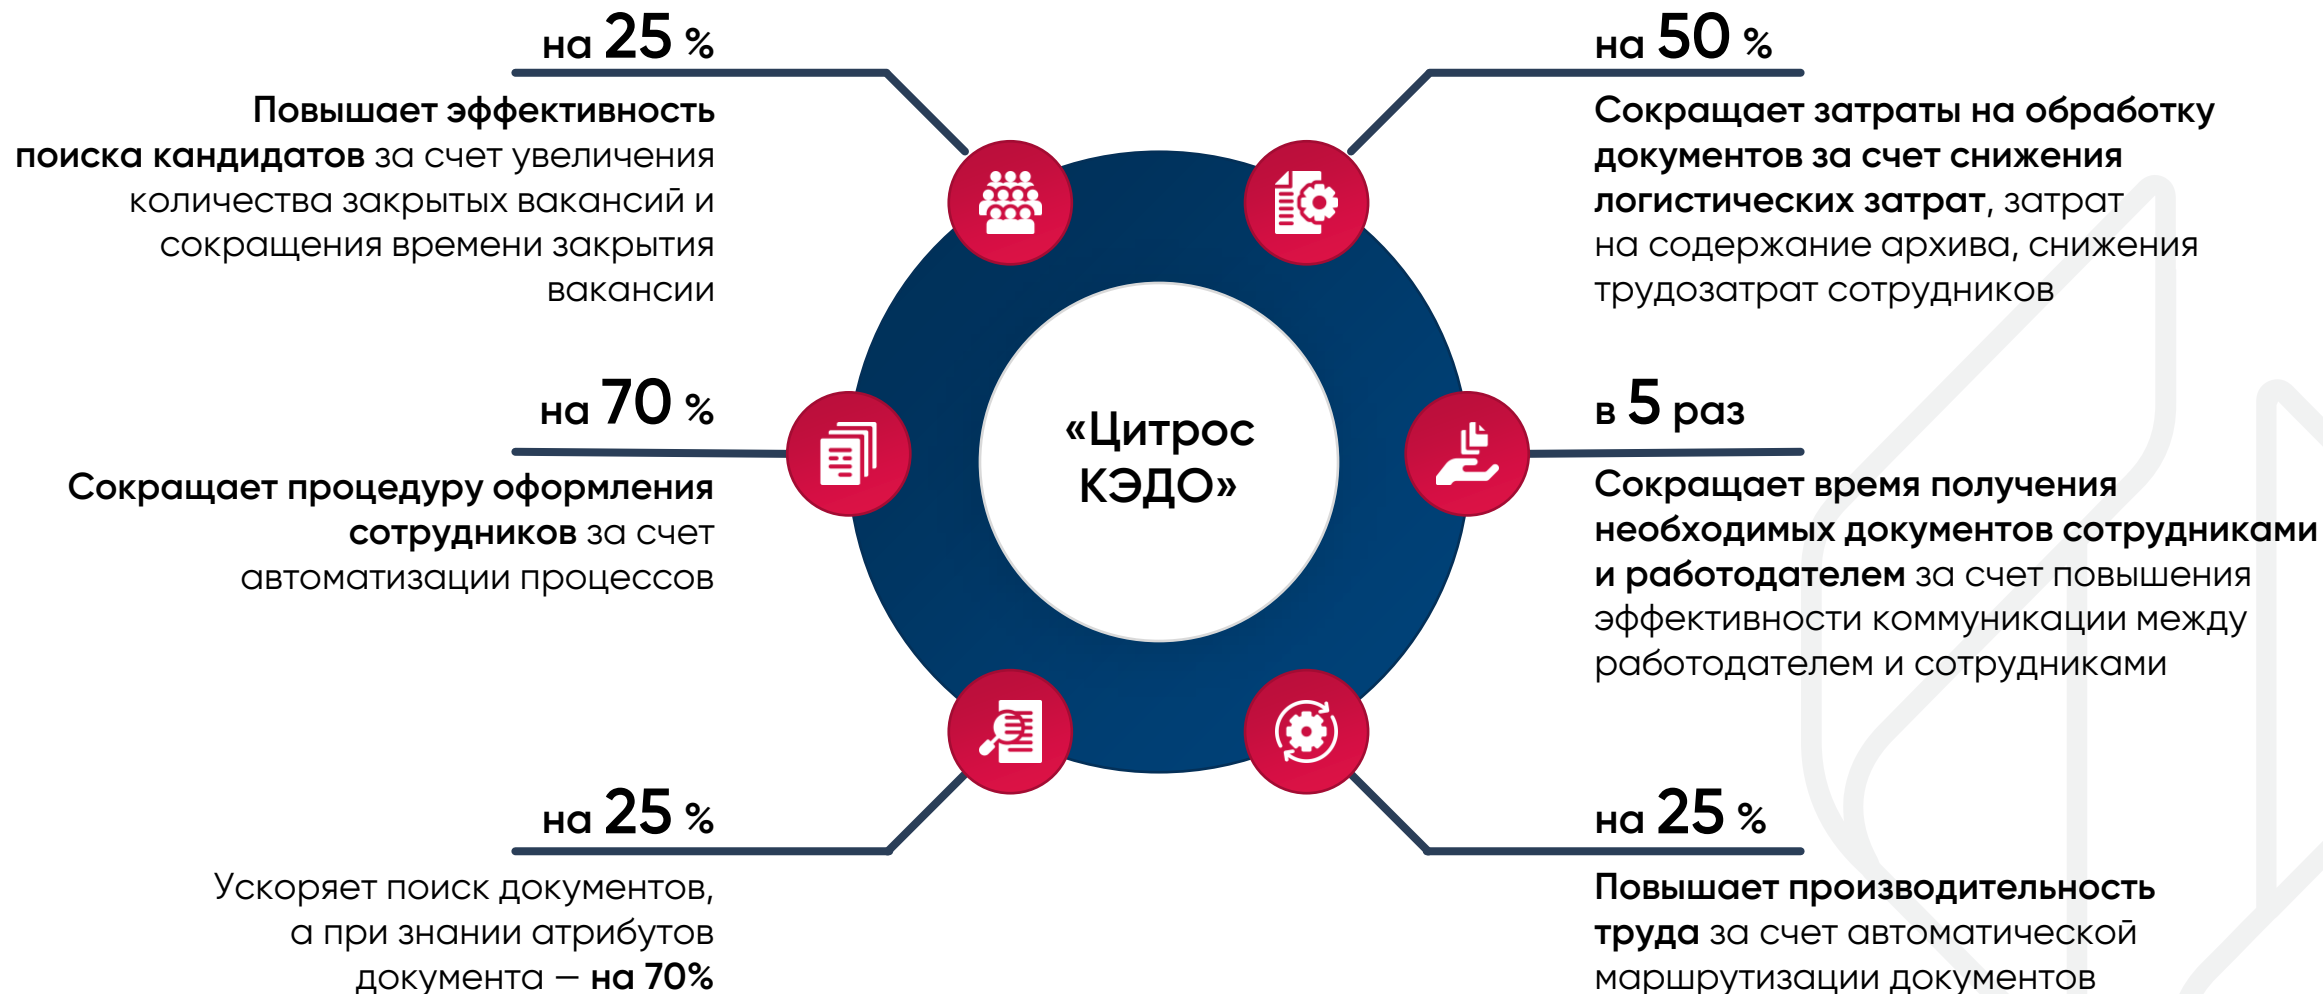 на 25 %
Повышает эффективность
поиска кандидатов за счет увеличения
количества закрытых вакансий и
сокращения времени закрытия
вакансии
на 70 %
Сокращает процедуру оформления
сотрудников за счет
автоматизации процессов
на 25 %
Ускоряет поиск документов,
а при знании атрибутов
документа — на 70%
«Цитрос
КЭДО»
на 50 %
Сокращает затраты на обработку
документов за счет снижения
логистических затрат, затрат
на содержание архива, снижения
трудозатрат сотрудников
в 5 раз
Сокращает время получения
необходимых документов сотрудниками
и работодателем за счет повышения
эффективности коммуникации между
работодателем и сотрудниками
на 25 %
Повышает производительность
труда за счет автоматической
маршрутизации документов